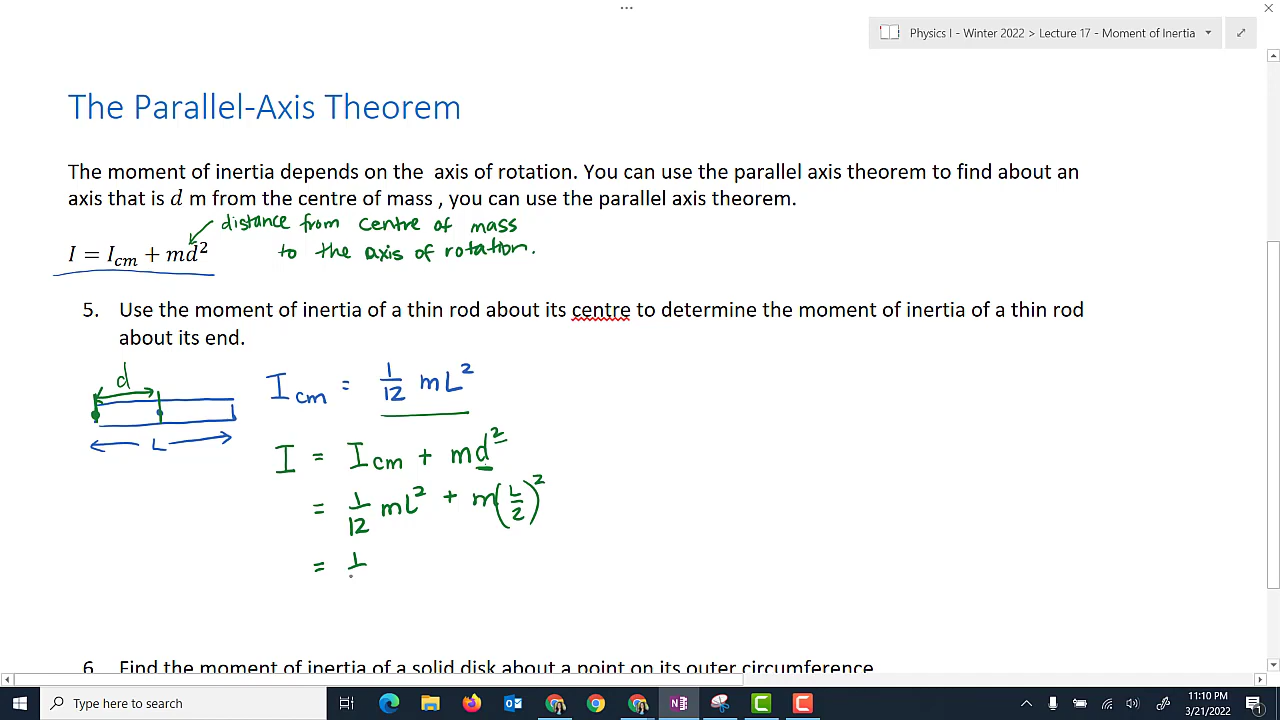 Physics I - Winter 2022 > Lecture 17 - Moment of Inertia
The Parallel-Axis Theorem
The moment of inertia depends on the axis of rotation. You can use the parallel axis theorem to find about an
axis that is d m from the centre of mass , you can use the parallel axis theorem.
distance from centre of mass
to the axis of rotation.
I = I_cm + md²
5. Use the moment of inertia of a thin rod about its centre to determine the moment of inertia of a thin rod
about its end.
d
L
I_cm = 1/12 mL²
I = I_cm + md²
= 1/12 mL² + m(L/2)²
= 1
6. Find the moment of inertia of a solid disk about a point on its outer circumference
Type here to search
11:10 PM
3/21/2022